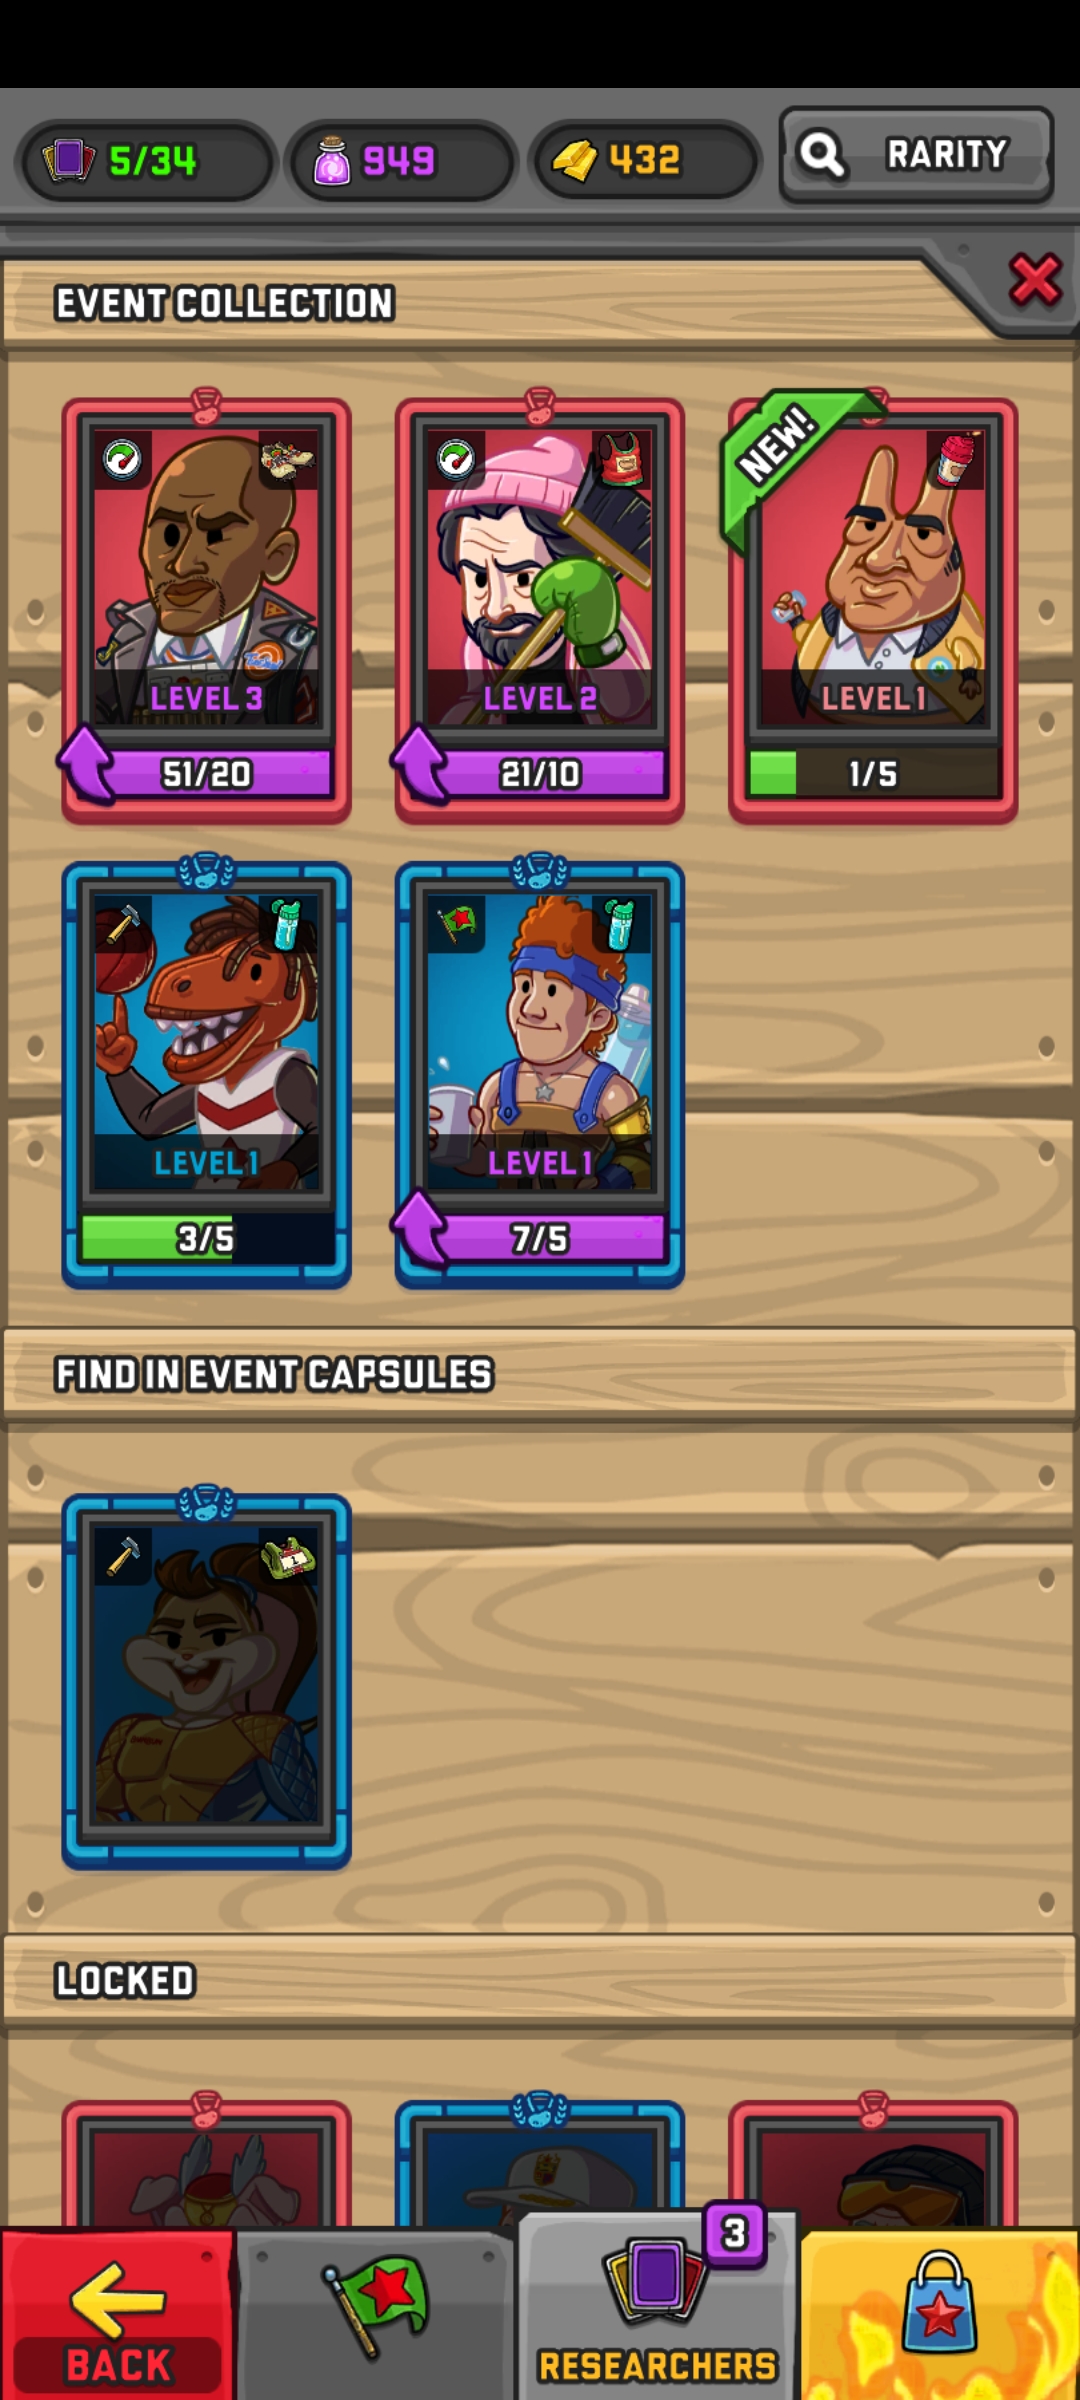 5/34
949
432
RARITY
EVENT COLLECTION
NEW!
LEVEL 3
LEVEL 2
LEVEL 1
51/20
21/10
1/5
LEVEL 1
LEVEL 1
3/5
7/5
FIND IN EVENT CAPSULES
1
LOCKED
3
BACK
RESEARCHERS